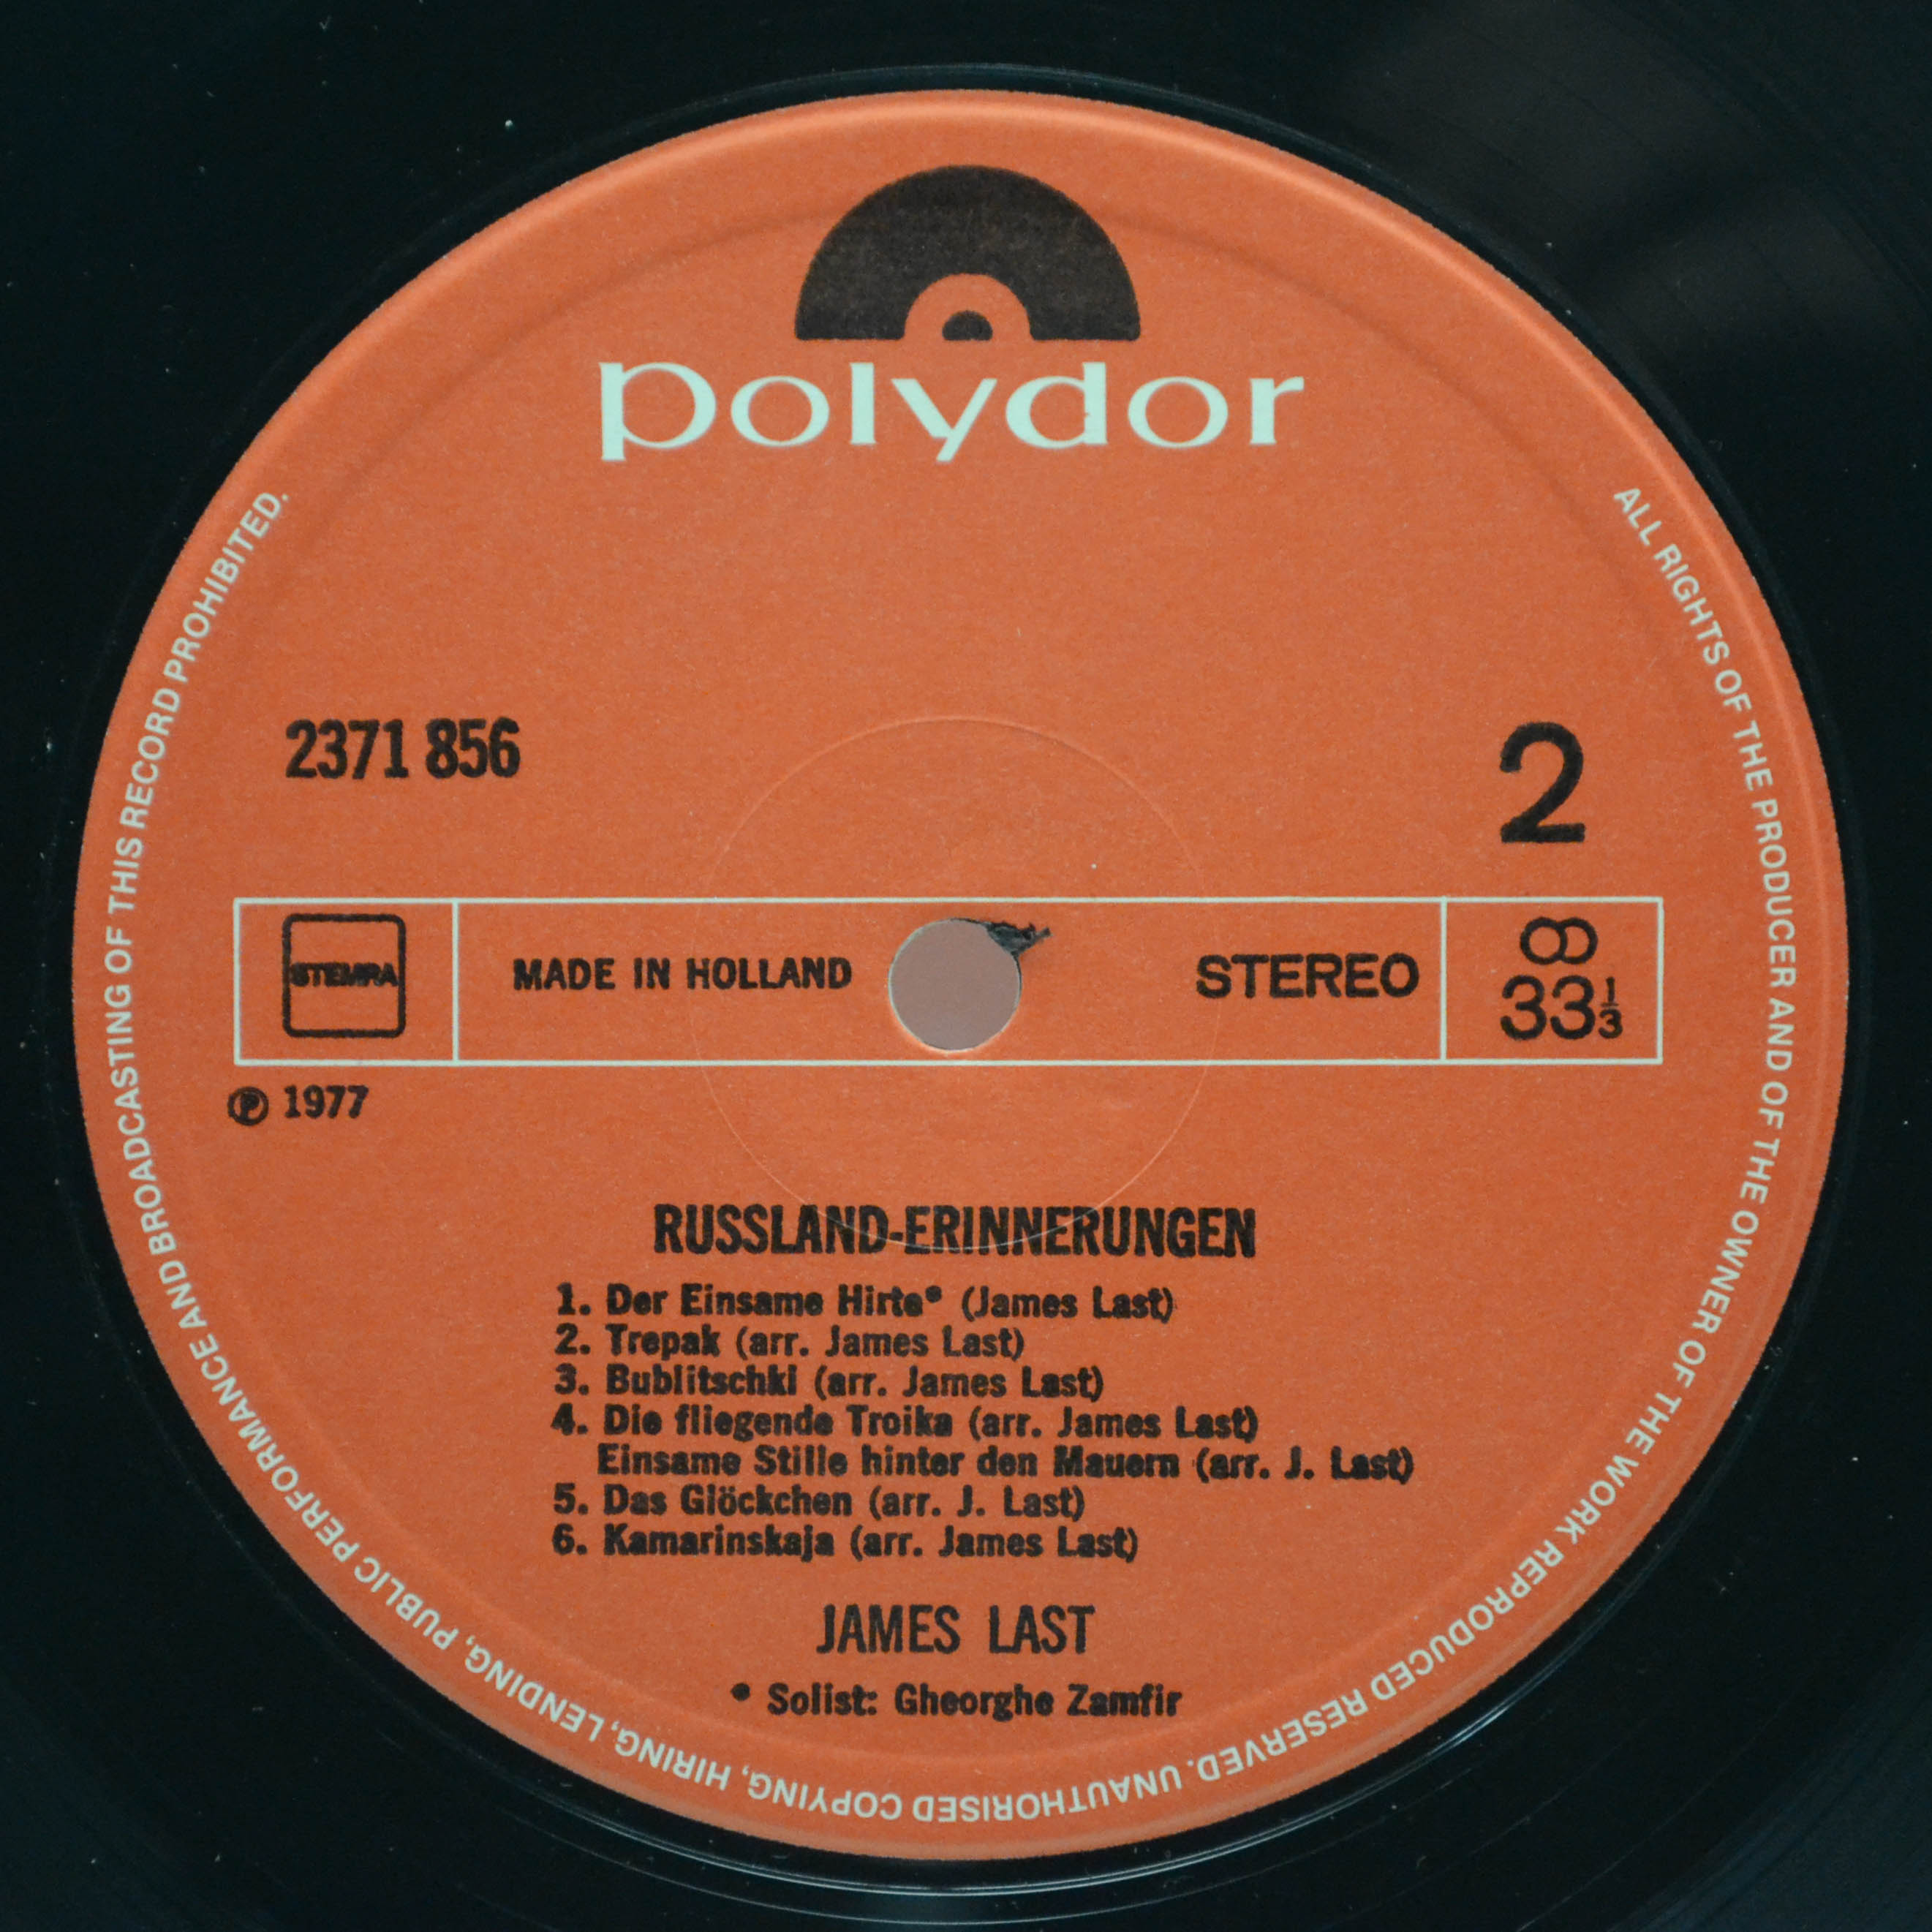 polydor
2371 856
2
STEMRA
MADE IN HOLLAND
STEREO
33⅓
℗ 1977
RUSSLAND-ERINNERUNGEN
1. Der Einsame Hirte* (James Last)
2. Trepak (arr. James Last)
3. Bublitschki (arr. James Last)
4. Die fliegende Troika (arr. James Last)
Einsame Stille hinter den Mauern (arr. J. Last)
5. Das Glöckchen (arr. J. Last)
6. Kamarinskaja (arr. James Last)
JAMES LAST
* Solist: Gheorghe Zamfir
ALL RIGHTS OF THE PRODUCER AND OF THE OWNER OF THE WORK REPRODUCED RESERVED. UNAUTHORISED COPYING, HIRING, LENDING, PUBLIC PERFORMANCE AND BROADCASTING OF THIS RECORD PROHIBITED.